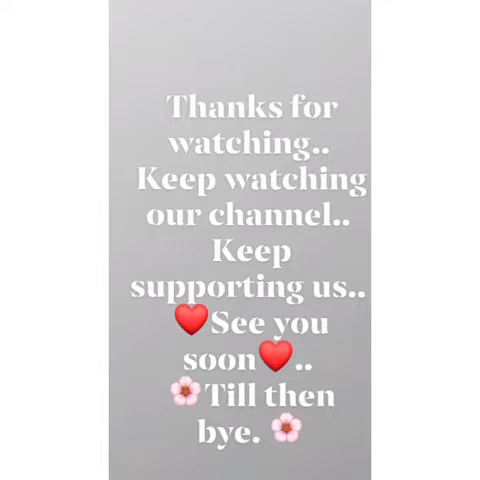 Thanks for
watching..
Keep watching
our channel..
Keep
supporting us..
❤️See you
soon❤️..
🌸Till then
bye. 🌸